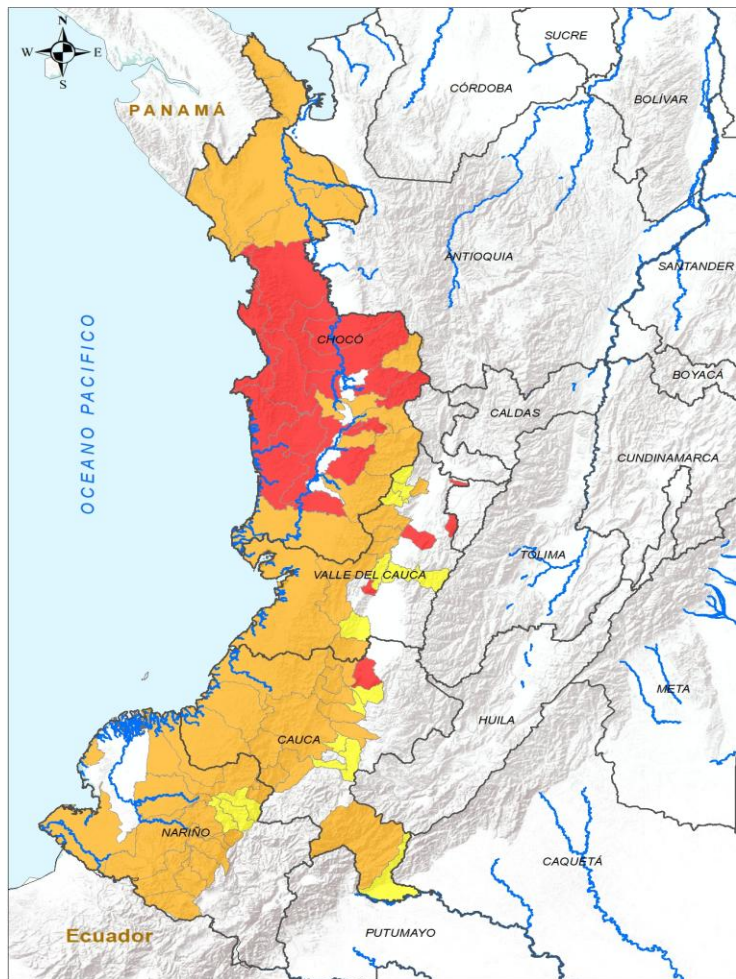 N
W E
S
SUCRE
CÓRDOBA
BOLÍVAR
PANAMÁ
ANTIOQUIA
SANTANDER
OCEANO PACIFICO
CHOCÓ
BOYACÁ
CALDAS
CUNDINAMARCA
TOLIMA
VALLE DEL CAUCA
META
HUILA
CAUCA
NARIÑO
CAQUETÁ
Ecuador
PUTUMAYO